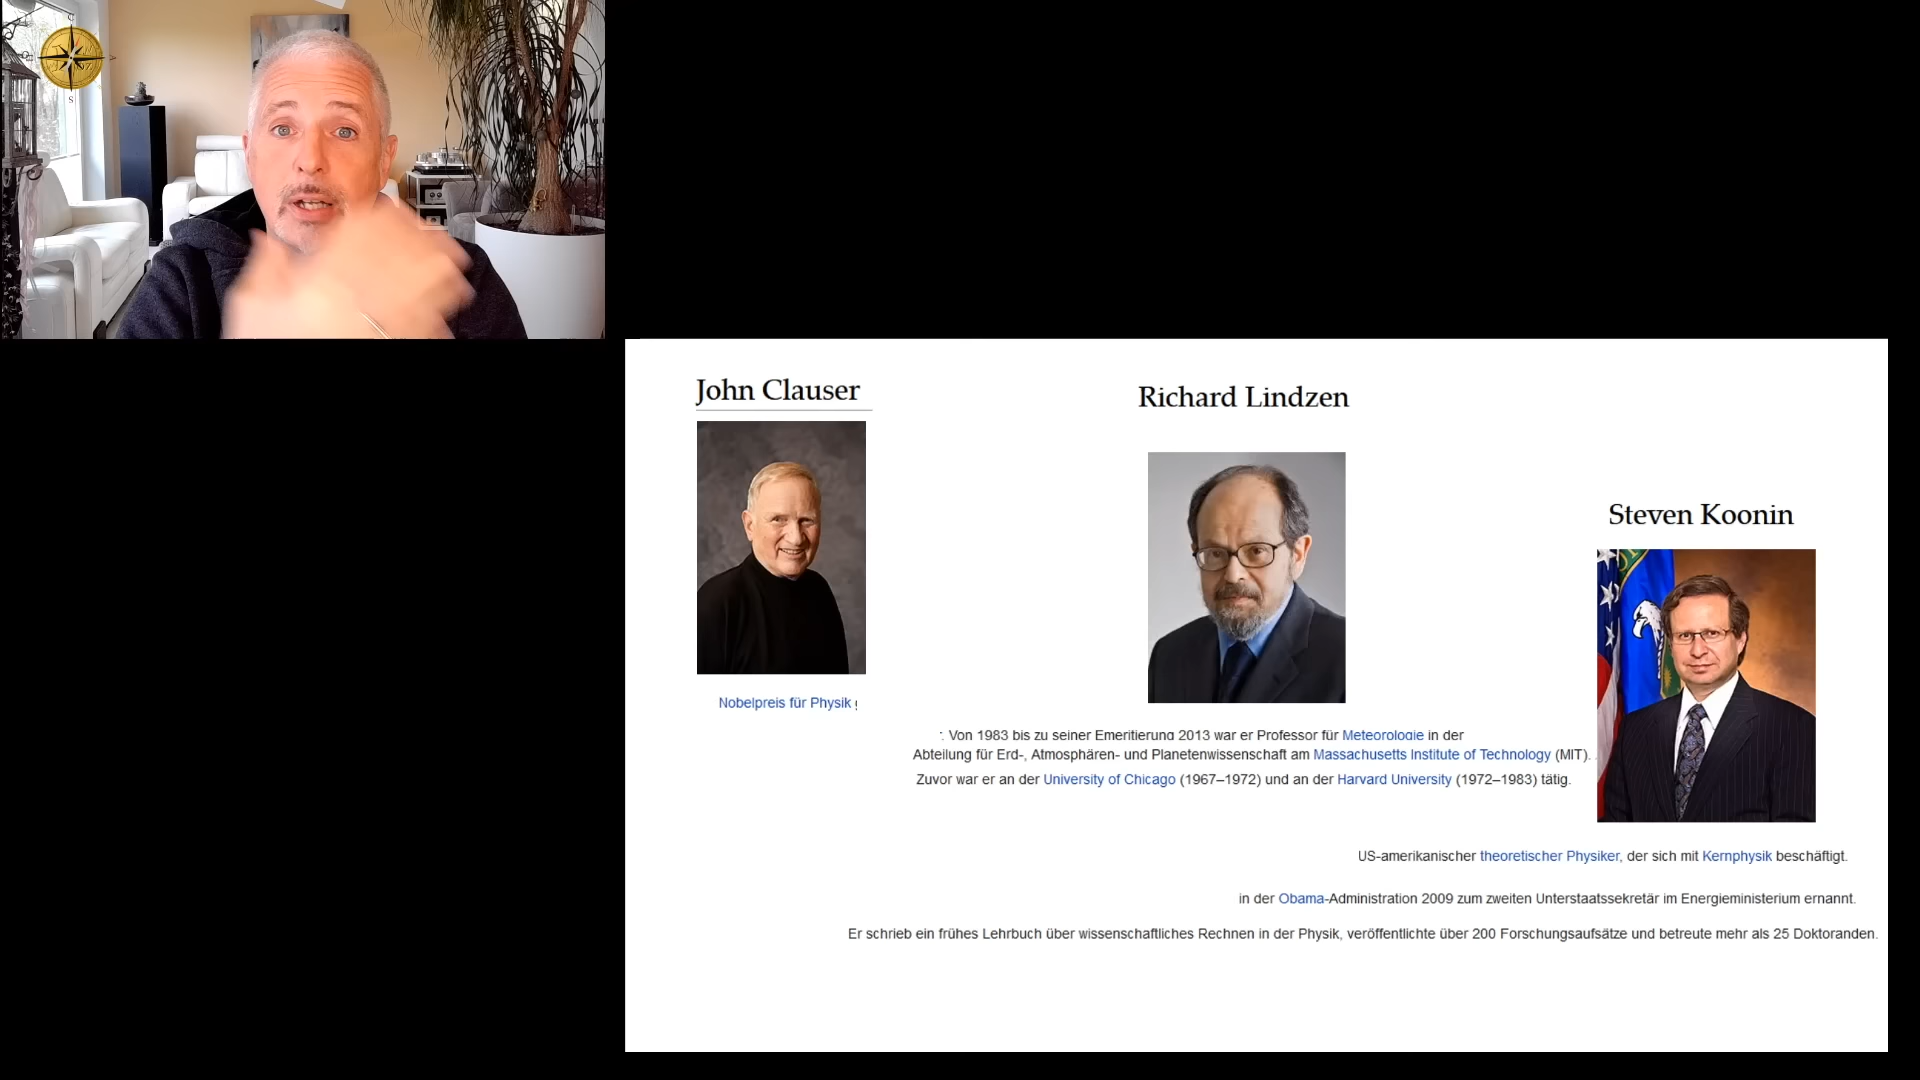 S
John Clauser
Nobelpreis für Physik
Richard Lindzen
. Von 1983 bis zu seiner Emeritierung 2013 war er Professor für Meteorologie in der
Abteilung für Erd-, Atmosphären- und Planetenwissenschaft am Massachusetts Institute of Technology (MIT).
Zuvor war er an der University of Chicago (1967–1972) und an der Harvard University (1972–1983) tätig.
Steven Koonin
US-amerikanischer theoretischer Physiker, der sich mit Kernphysik beschäftigt.
in der Obama-Administration 2009 zum zweiten Unterstaatssekretär im Energieministerium ernannt.
Er schrieb ein frühes Lehrbuch über wissenschaftliches Rechnen in der Physik, veröffentlichte über 200 Forschungsaufsätze und betreute mehr als 25 Doktoranden.